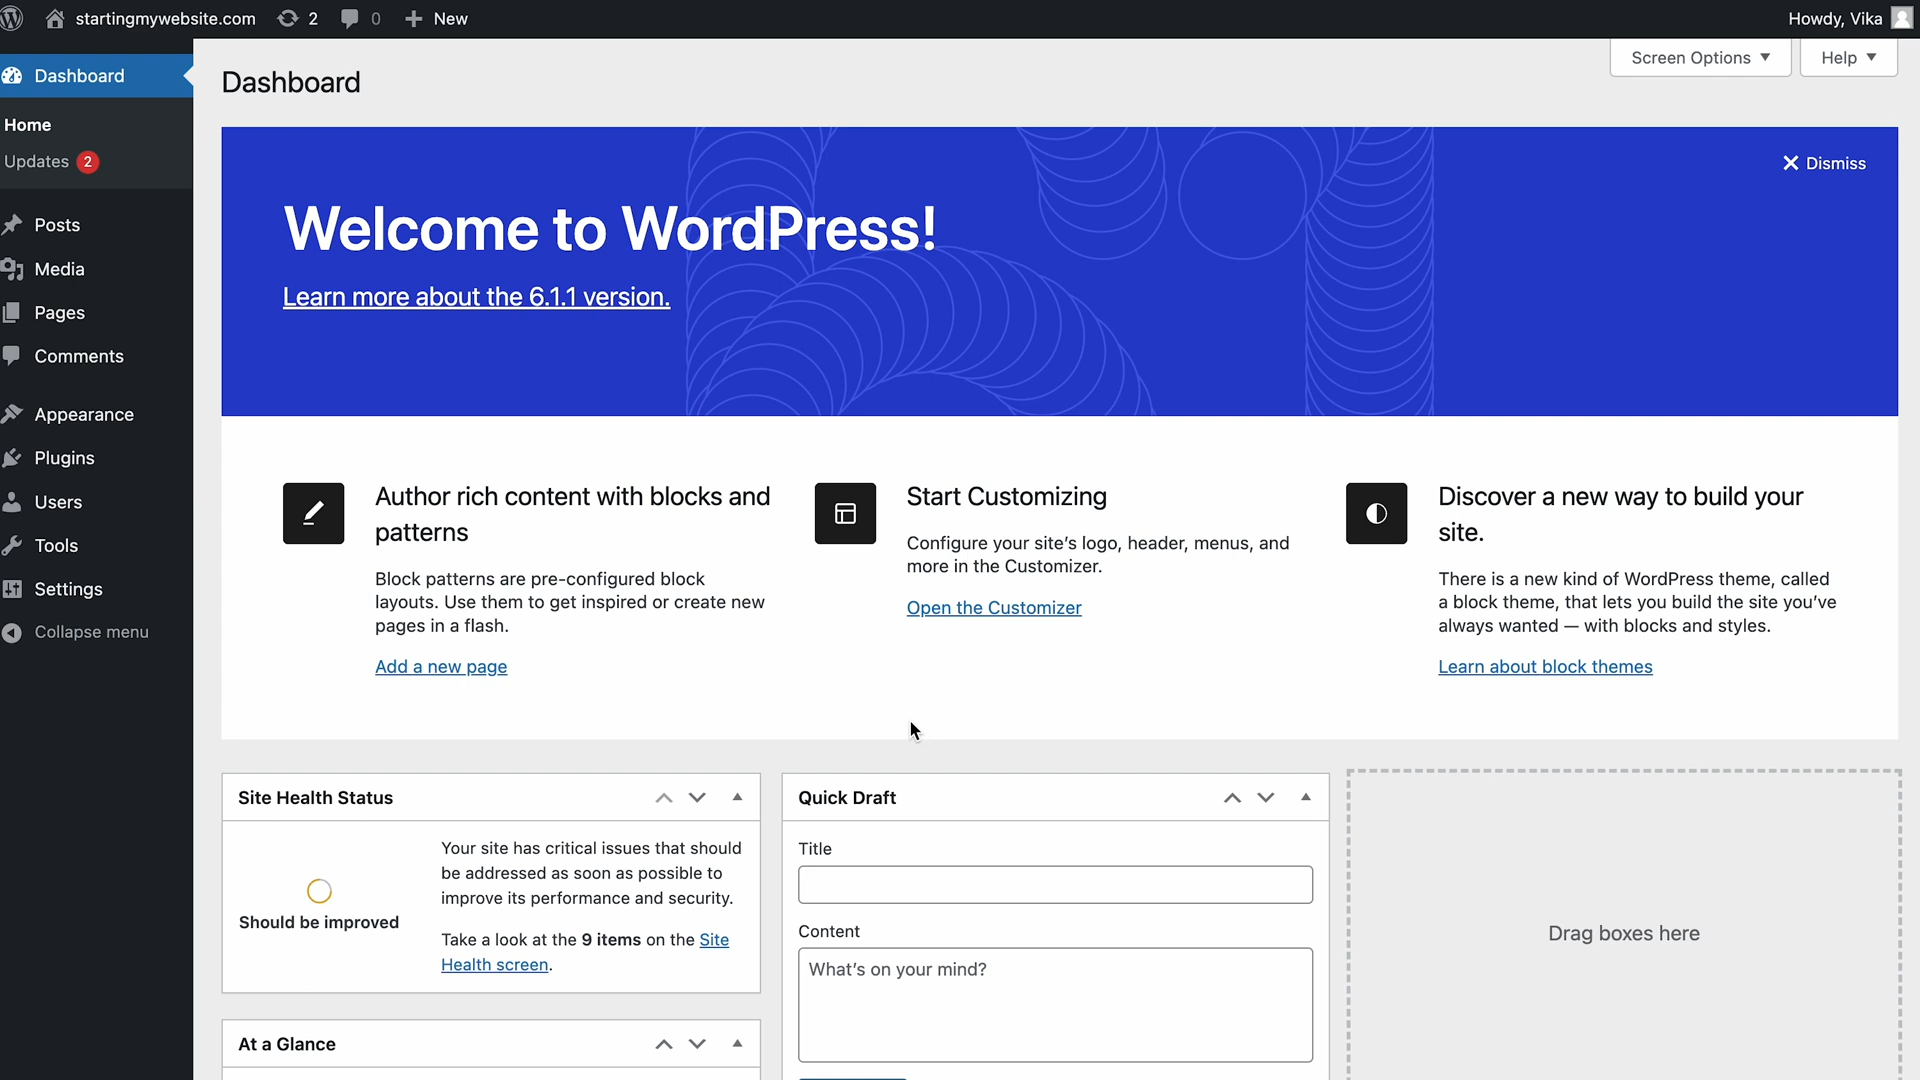 startingmywebsite.com 2 0 New Howdy, Vika
Dashboard
Home
Updates 2
Posts
Media
Pages
Comments
Appearance
Plugins
Users
Tools
Settings
Collapse menu
Screen Options Help
Dashboard
Dismiss
Welcome to WordPress!
Learn more about the 6.1.1 version.
Author rich content with blocks and
patterns
Block patterns are pre-configured block
layouts. Use them to get inspired or create new
pages in a flash.
Add a new page
Start Customizing
Configure your site's logo, header, menus, and
more in the Customizer.
Open the Customizer
Discover a new way to build your
site.
There is a new kind of WordPress theme, called
a block theme, that lets you build the site you've
always wanted — with blocks and styles.
Learn about block themes
Site Health Status
Should be improved
Your site has critical issues that should
be addressed as soon as possible to
improve its performance and security.
Take a look at the 9 items on the Site
Health screen.
At a Glance
Quick Draft
Title
Content
What's on your mind?
Drag boxes here